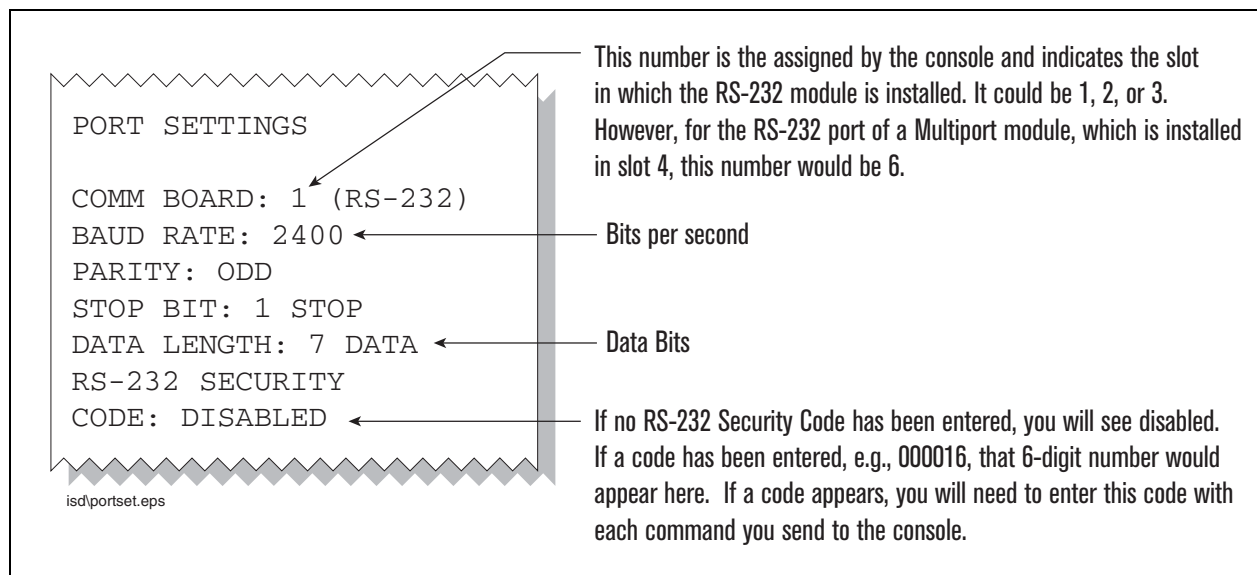 PORT SETTINGS
COMM BOARD: 1 (RS-232)
BAUD RATE: 2400
PARITY: ODD
STOP BIT: 1 STOP
DATA LENGTH: 7 DATA
RS-232 SECURITY
CODE: DISABLED
isd\portset.eps
This number is the assigned by the console and indicates the slot
in which the RS-232 module is installed. It could be 1, 2, or 3.
However, for the RS-232 port of a Multiport module, which is installed
in slot 4, this number would be 6.
Bits per second
Data Bits
If no RS-232 Security Code has been entered, you will see disabled.
If a code has been entered, e.g., 000016, that 6-digit number would
appear here. If a code appears, you will need to enter this code with
each command you send to the console.